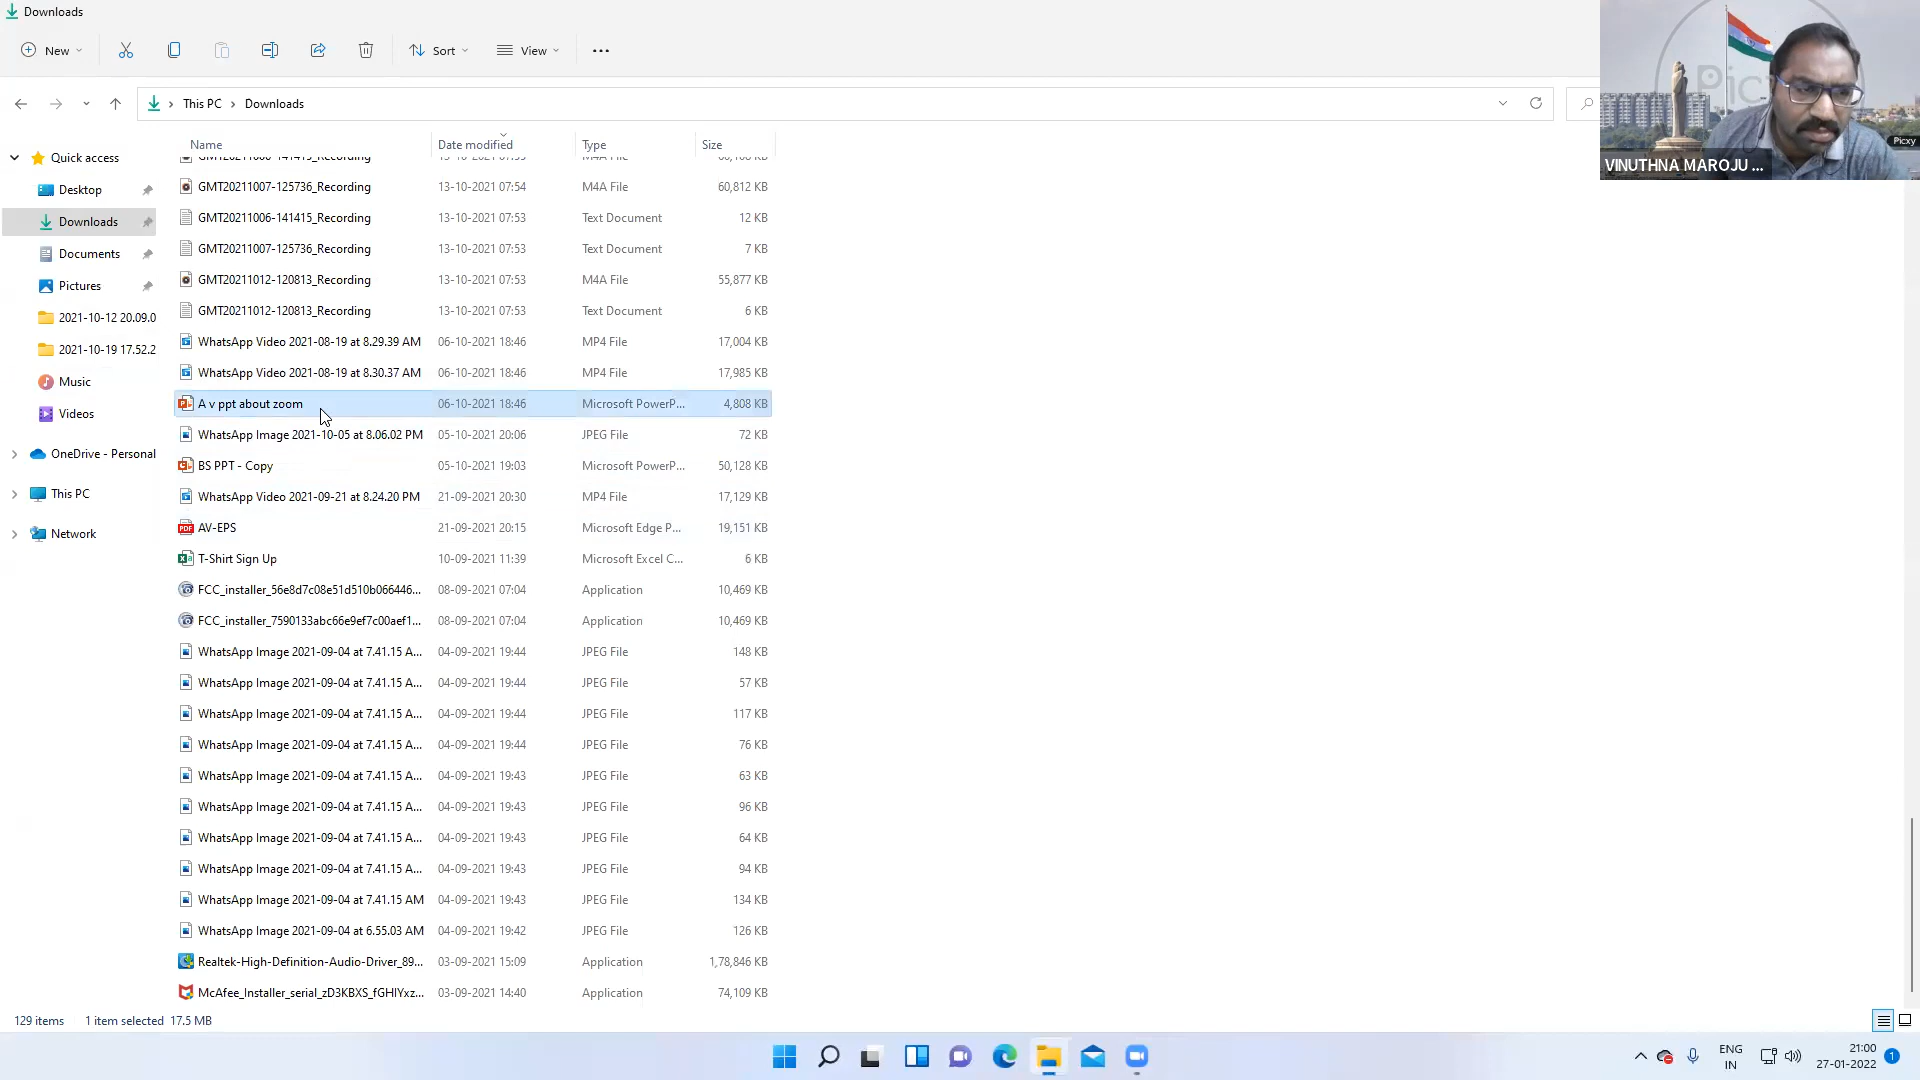 Downloads
New
Sort
View
This PC > Downloads
Picxy
VINUTHNA MAROJU ...
Name Date modified Type Size
GMT20211007-125736_Recording 13-10-2021 07:54 M4A File 60,812 KB
GMT20211006-141415_Recording 13-10-2021 07:53 Text Document 12 KB
GMT20211007-125736_Recording 13-10-2021 07:53 Text Document 7 KB
GMT20211012-120813_Recording 13-10-2021 07:53 M4A File 55,877 KB
GMT20211012-120813_Recording 13-10-2021 07:53 Text Document 6 KB
WhatsApp Video 2021-08-19 at 8.29.39 AM 06-10-2021 18:46 MP4 File 17,004 KB
WhatsApp Video 2021-08-19 at 8.30.37 AM 06-10-2021 18:46 MP4 File 17,985 KB
A v ppt about zoom 06-10-2021 18:46 Microsoft PowerP... 4,808 KB
WhatsApp Image 2021-10-05 at 8.06.02 PM 05-10-2021 20:06 JPEG File 72 KB
BS PPT - Copy 05-10-2021 19:03 Microsoft PowerP... 50,128 KB
WhatsApp Video 2021-09-21 at 8.24.20 PM 21-09-2021 20:30 MP4 File 17,129 KB
AV-EPS 21-09-2021 20:15 Microsoft Edge P... 19,151 KB
T-Shirt Sign Up 10-09-2021 11:39 Microsoft Excel C... 6 KB
FCC_installer_56e8d7c08e51d510b066446... 08-09-2021 07:04 Application 10,469 KB
FCC_installer_7590133abc66e9ef7c00aef1... 08-09-2021 07:04 Application 10,469 KB
WhatsApp Image 2021-09-04 at 7.41.15 A... 04-09-2021 19:44 JPEG File 148 KB
WhatsApp Image 2021-09-04 at 7.41.15 A... 04-09-2021 19:44 JPEG File 57 KB
WhatsApp Image 2021-09-04 at 7.41.15 A... 04-09-2021 19:44 JPEG File 117 KB
WhatsApp Image 2021-09-04 at 7.41.15 A... 04-09-2021 19:44 JPEG File 76 KB
WhatsApp Image 2021-09-04 at 7.41.15 A... 04-09-2021 19:43 JPEG File 63 KB
WhatsApp Image 2021-09-04 at 7.41.15 A... 04-09-2021 19:43 JPEG File 96 KB
WhatsApp Image 2021-09-04 at 7.41.15 A... 04-09-2021 19:43 JPEG File 64 KB
WhatsApp Image 2021-09-04 at 7.41.15 A... 04-09-2021 19:43 JPEG File 94 KB
WhatsApp Image 2021-09-04 at 7.41.15 AM 04-09-2021 19:43 JPEG File 134 KB
WhatsApp Image 2021-09-04 at 6.55.03 AM 04-09-2021 19:42 JPEG File 126 KB
Realtek-High-Definition-Audio-Driver_89... 03-09-2021 15:09 Application 1,78,846 KB
McAfee_Installer_serial_zD3KBXS_fGHIYxz... 03-09-2021 14:40 Application 74,109 KB
Quick access
Desktop
Downloads
Documents
Pictures
2021-10-12 20.09.0
2021-10-19 17.52.2
Music
Videos
OneDrive - Personal
This PC
Network
129 items 1 item selected 17.5 MB
ENG
IN
21:00
27-01-2022
1